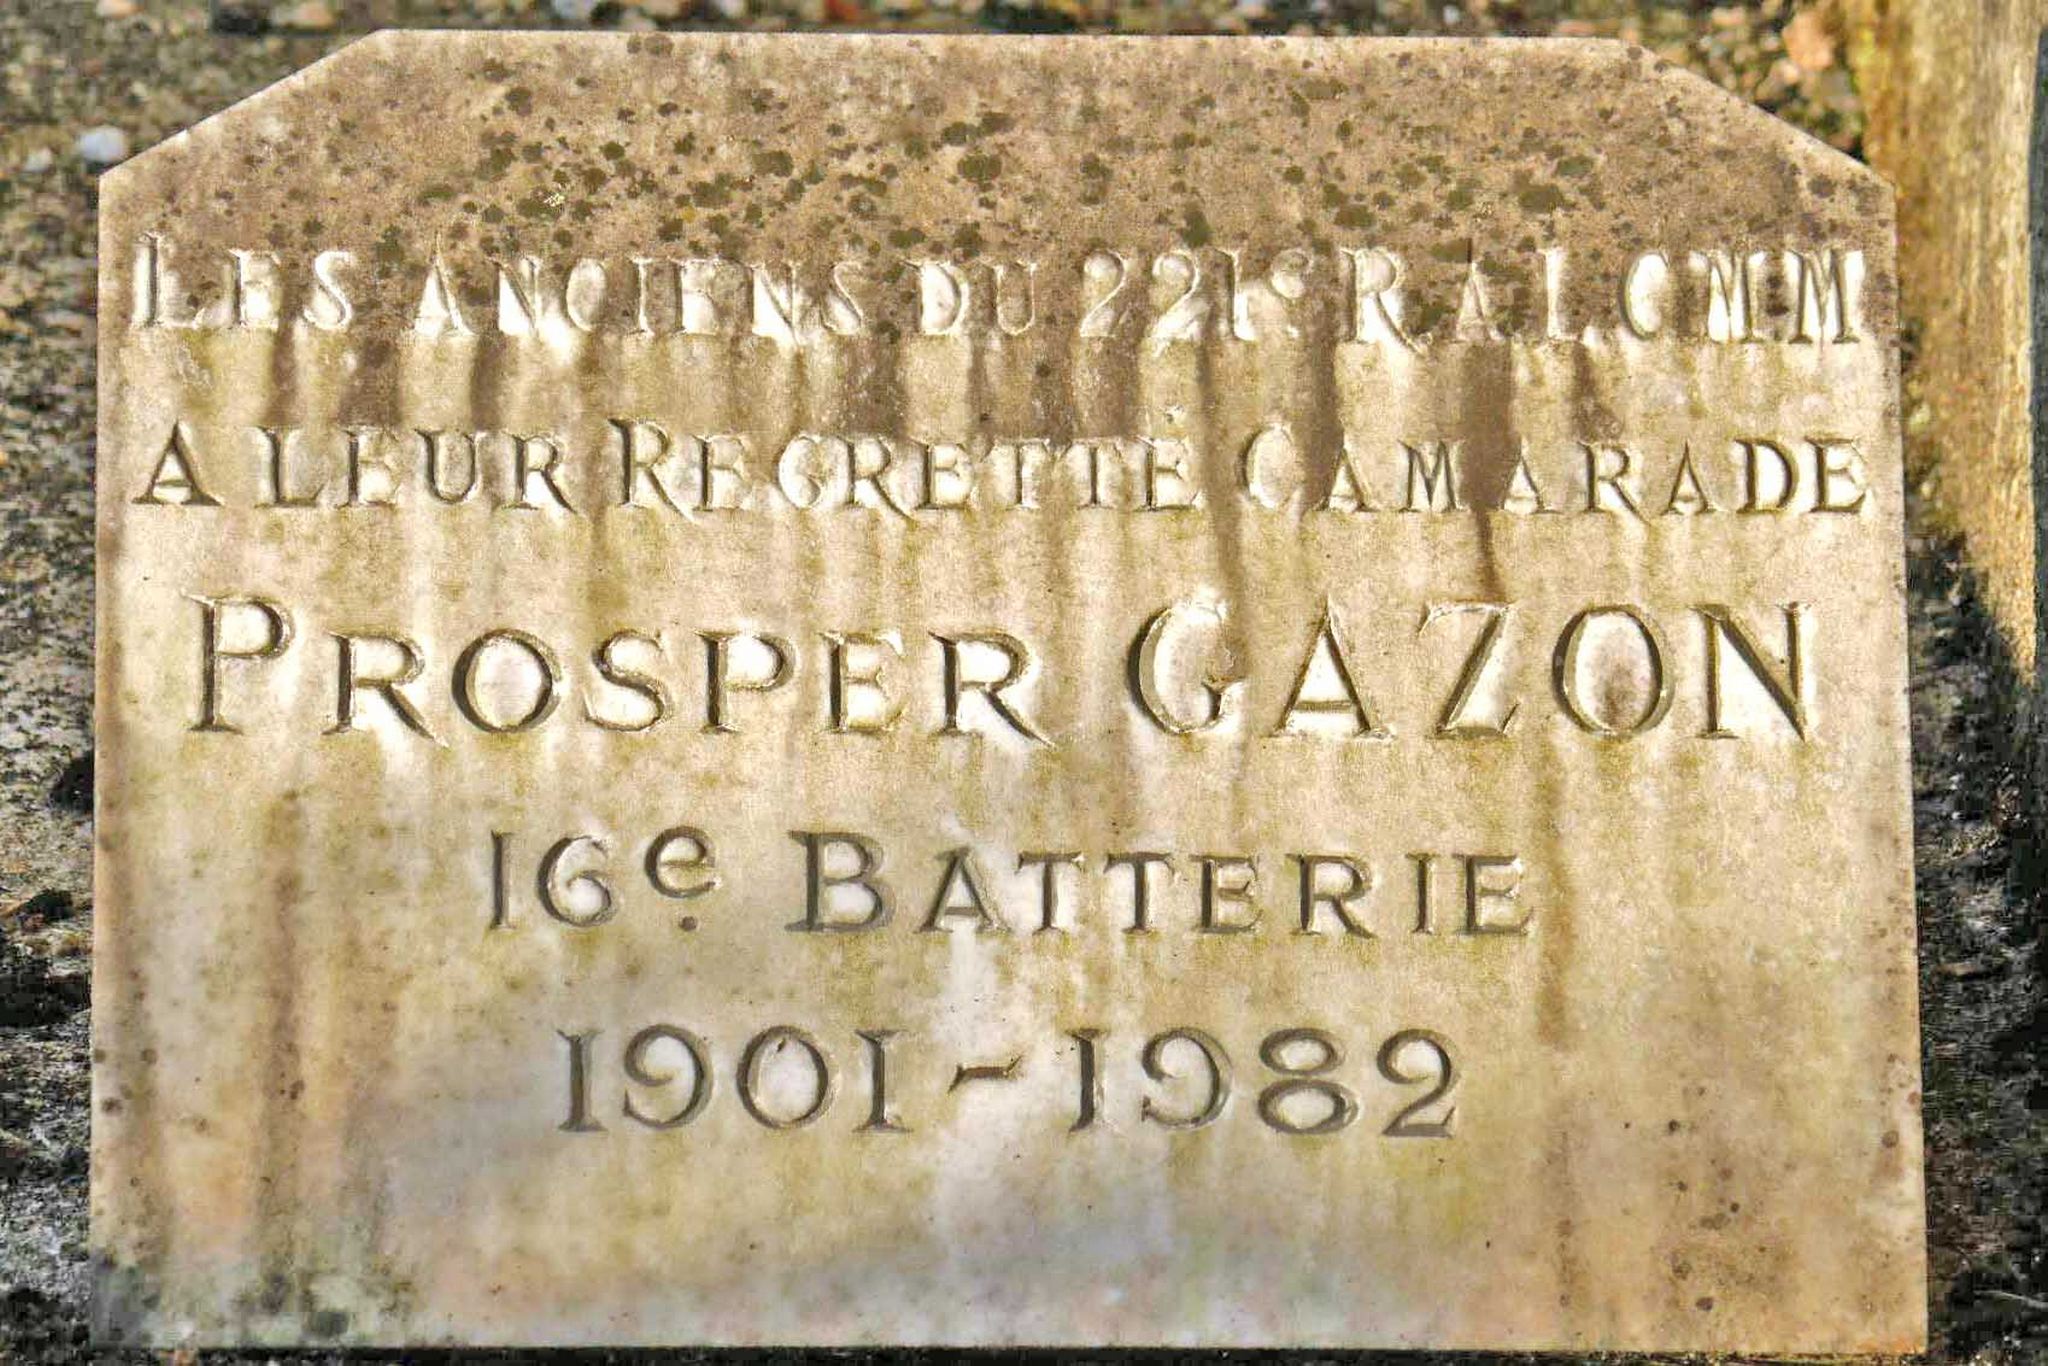 LES ANCIENS DU 221e R.A.L.C.M.M
A LEUR REGRETTÉ CAMARADE
PROSPER GAZON
16e BATTERIE
1901-1982